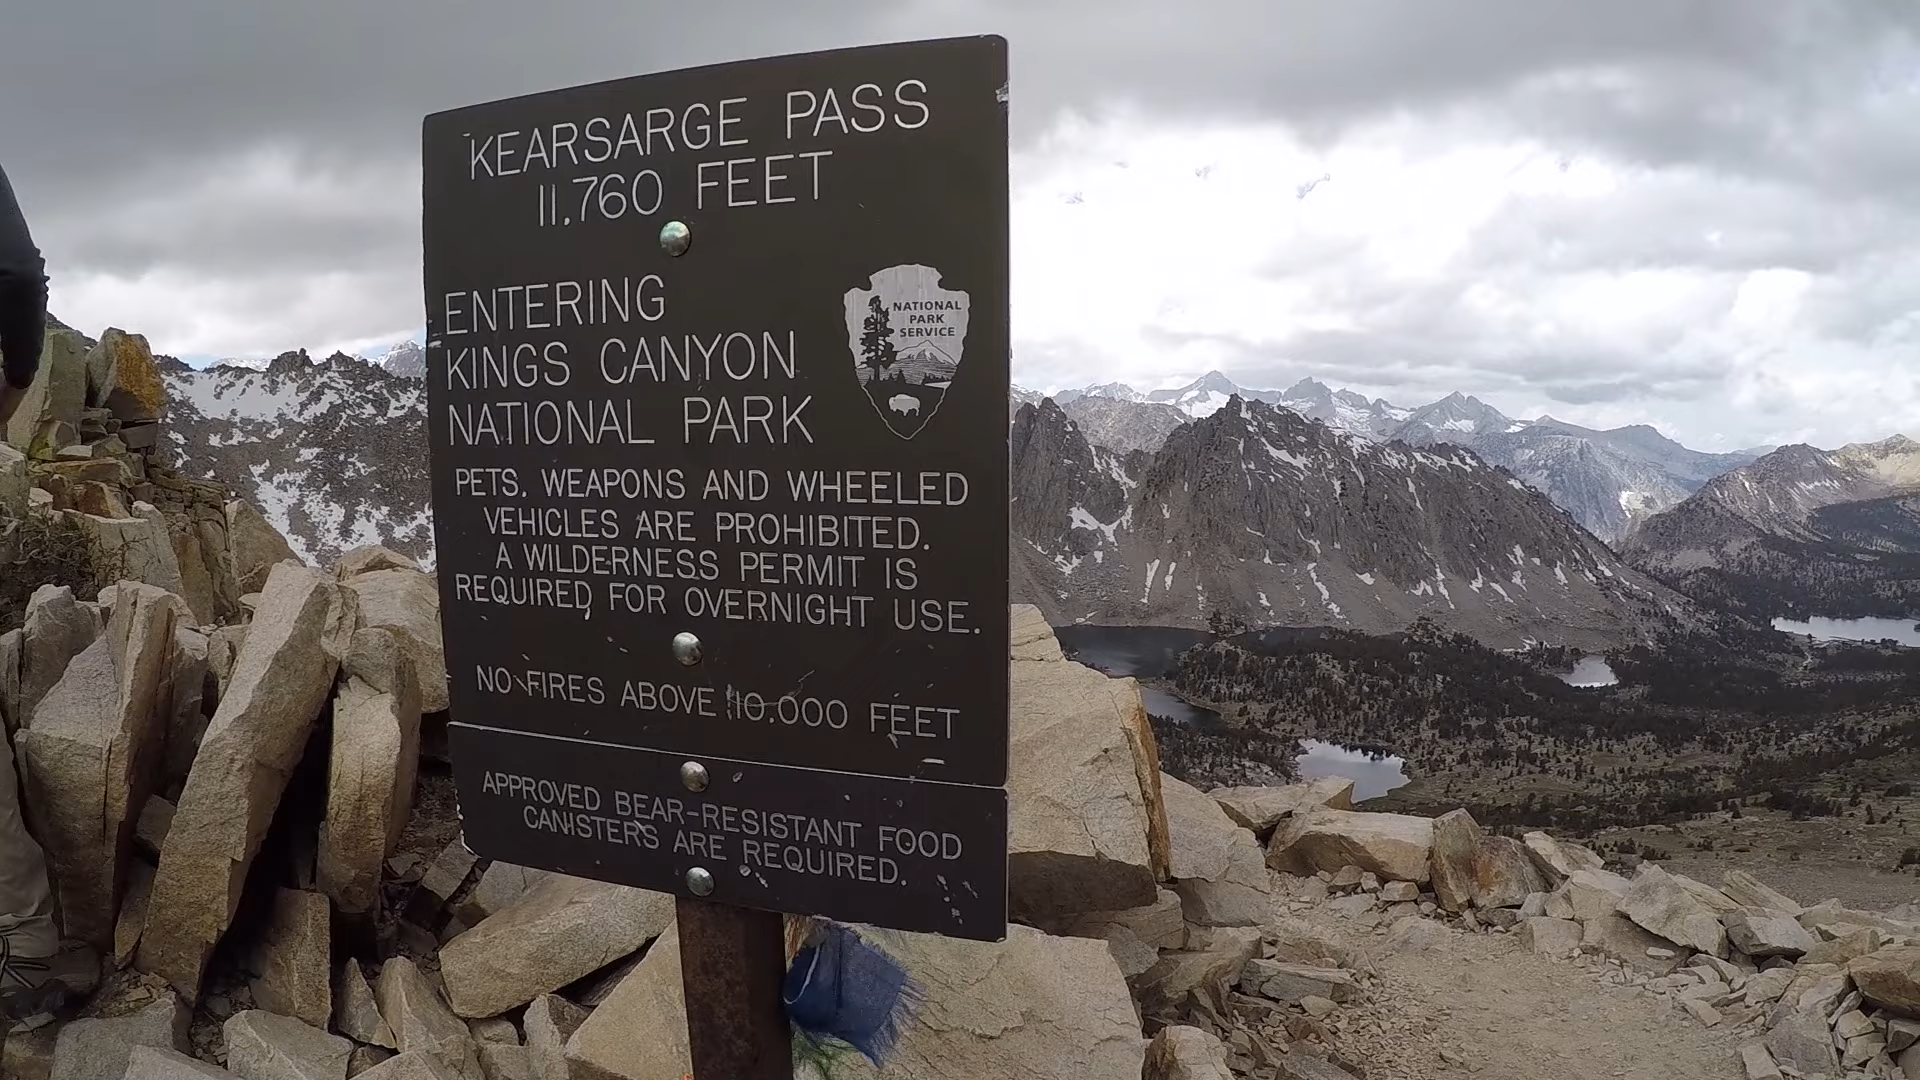 KEARSARGE PASS
11,760 FEET
ENTERING
KINGS CANYON
NATIONAL PARK
NATIONAL
PARK
SERVICE
PETS, WEAPONS AND WHEELED
VEHICLES ARE PROHIBITED.
A WILDERNESS PERMIT IS
REQUIRED FOR OVERNIGHT USE.
NO FIRES ABOVE 10,000 FEET
APPROVED BEAR-RESISTANT FOOD
CANISTERS ARE REQUIRED.